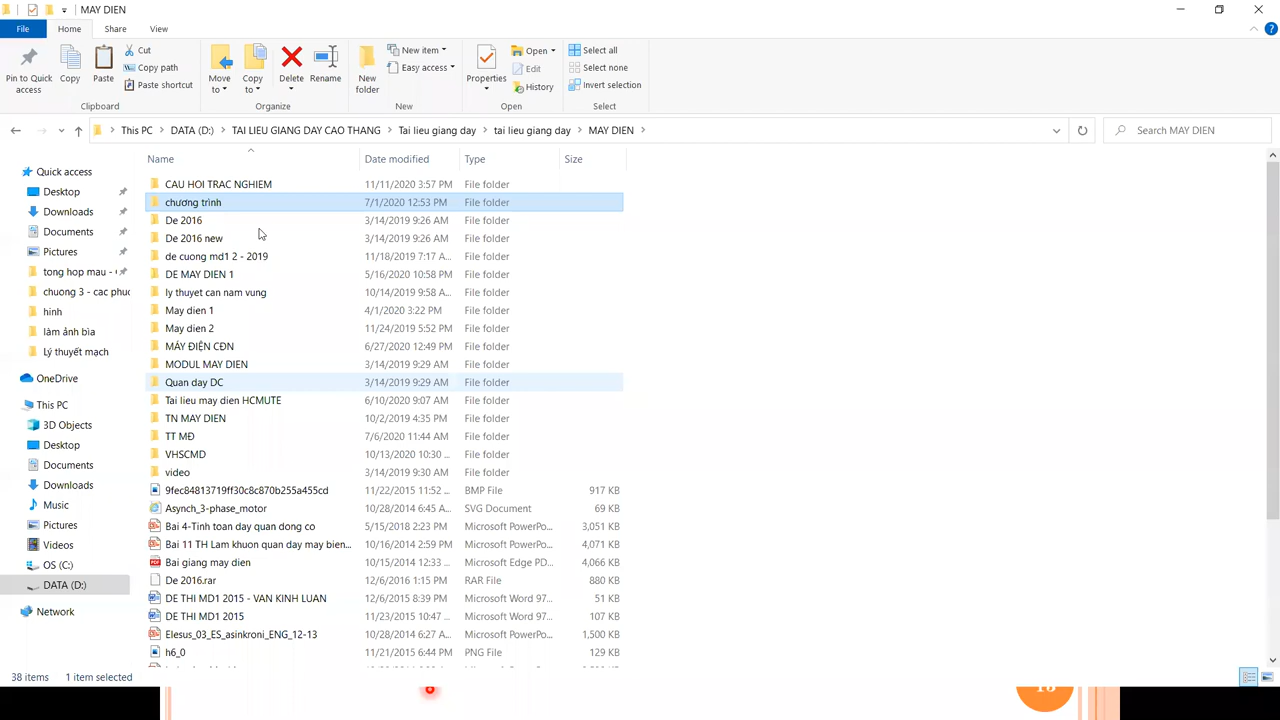 MAY DIEN
File Home Share View
Pin to Quick access
Copy
Paste
Cut
Copy path
Paste shortcut
Clipboard
Move to
Copy to
Delete
Rename
Organize
New folder
New item
Easy access
New
Properties
Open
Edit
History
Open
Select all
Select none
Invert selection
Select
This PC DATA (D:) TAI LIEU GIANG DAY CAO THANG Tai lieu giang day tai lieu giang day MAY DIEN
Search MAY DIEN
Quick access
Desktop
Downloads
Documents
Pictures
tong hop mau -
chuong 3 - cac phuc
hinh
làm ảnh bìa
Lý thuyết mạch
OneDrive
This PC
3D Objects
Desktop
Documents
Downloads
Music
Pictures
Videos
OS (C:)
DATA (D:)
Network
Name Date modified Type Size
CAU HOI TRAC NGHIEM 11/11/2020 3:57 PM File folder
chương trình 7/1/2020 12:53 PM File folder
De 2016 3/14/2019 9:26 AM File folder
De 2016 new 3/14/2019 9:26 AM File folder
de cuong md1 2 - 2019 11/18/2019 7:17 A... File folder
DE MAY DIEN 1 5/16/2020 10:58 PM File folder
ly thuyet can nam vung 10/14/2019 9:58 A... File folder
May dien 1 4/1/2020 3:22 PM File folder
May dien 2 11/24/2019 5:52 PM File folder
MÁY ĐIỆN CĐN 6/27/2020 12:49 PM File folder
MODUL MAY DIEN 3/14/2019 9:29 AM File folder
Quan day DC 3/14/2019 9:29 AM File folder
Tai lieu may dien HCMUTE 6/10/2020 9:07 AM File folder
TN MAY DIEN 10/2/2019 4:35 PM File folder
TT MĐ 7/6/2020 11:44 AM File folder
VHSCMD 10/13/2020 10:30 ... File folder
video 3/14/2019 9:30 AM File folder
9fec84813719ff30c8c870b255a455cd 11/22/2015 11:52 ... BMP File 917 KB
Asynch_3-phase_motor 10/28/2014 6:45 A... SVG Document 69 KB
Bai 4-Tinh toan day quan dong co 5/15/2018 2:23 PM Microsoft PowerPo... 3,051 KB
Bai 11 TH Lam khuon quan day may bien... 10/16/2014 2:59 PM Microsoft PowerPo... 4,071 KB
Bai giang may dien 10/15/2014 12:33 ... Microsoft Edge PD... 4,066 KB
De 2016.rar 12/6/2016 1:15 PM RAR File 880 KB
DE THI MD1 2015 - VAN KINH LUAN 12/6/2015 8:39 PM Microsoft Word 97... 51 KB
DE THI MD1 2015 11/23/2015 10:47 ... Microsoft Word 97... 107 KB
Elesus_03_ES_asinkroni_ENG_12-13 10/28/2014 6:27 A... Microsoft PowerPo... 1,500 KB
h6_0 11/21/2015 6:44 PM PNG File 129 KB
38 items 1 item selected